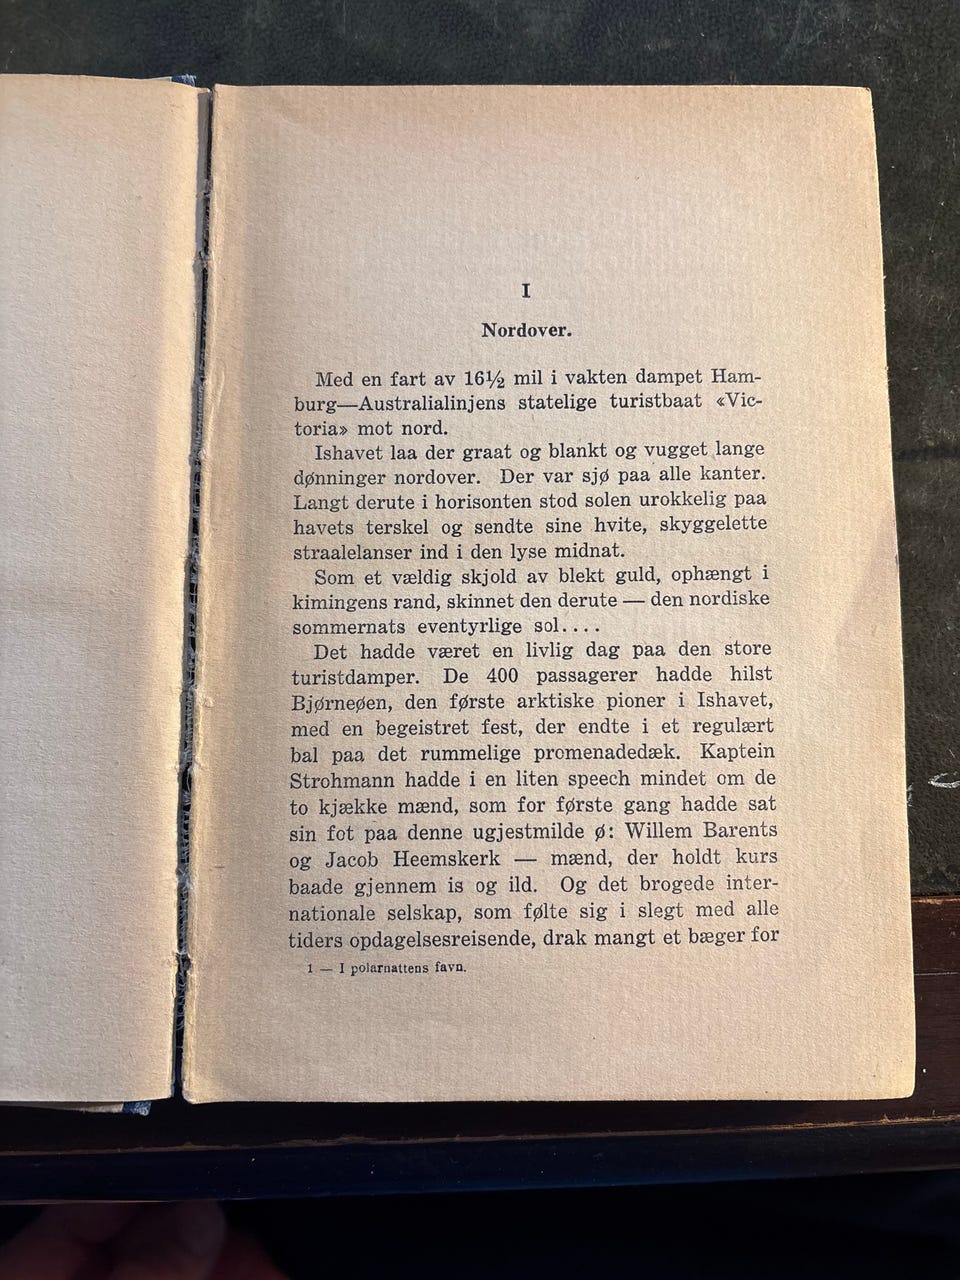 I
Nordover.
Med en fart av 16½ mil i vakten dampet Ham-
burg—Australialinjens statelige turistbaat «Vic-
toria» mot nord.
Ishavet laa der graat og blankt og vugget lange
dønninger nordover. Der var sjø paa alle kanter.
Langt derute i horisonten stod solen urokkelig paa
havets terskel og sendte sine hvite, skyggelette
straalelanser ind i den lyse midnat.
Som et vældig skjold av blekt guld, ophængt i
kimingens rand, skinnet den derute — den nordiske
sommernats eventyrlige sol....
Det hadde været en livlig dag paa den store
turistdamper. De 400 passagerer hadde hilst
Bjørneøen, den første arktiske pioner i Ishavet,
med en begeistret fest, der endte i et regulært
bal paa det rummelige promenadedæk. Kaptein
Strohmann hadde i en liten speech mindet om de
to kjække mænd, som for første gang hadde sat
sin fot paa denne ugjestmilde ø: Willem Barents
og Jacob Heemskerk — mænd, der holdt kurs
baade gjennem is og ild. Og det brogede inter-
nationale selskap, som følte sig i slegt med alle
tiders opdagelsesreisende, drak mangt et bæger for
1 — I polarnattens favn.